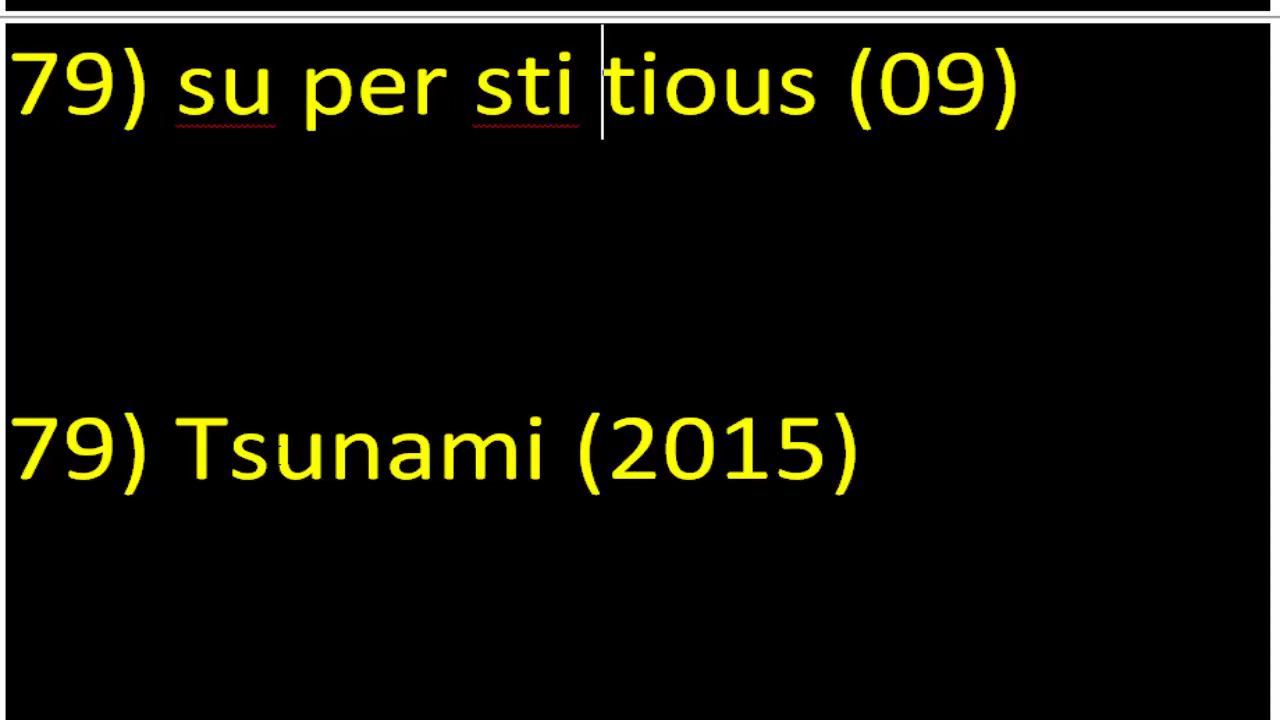 79) su per sti tious (09)
79) Tsunami (2015)